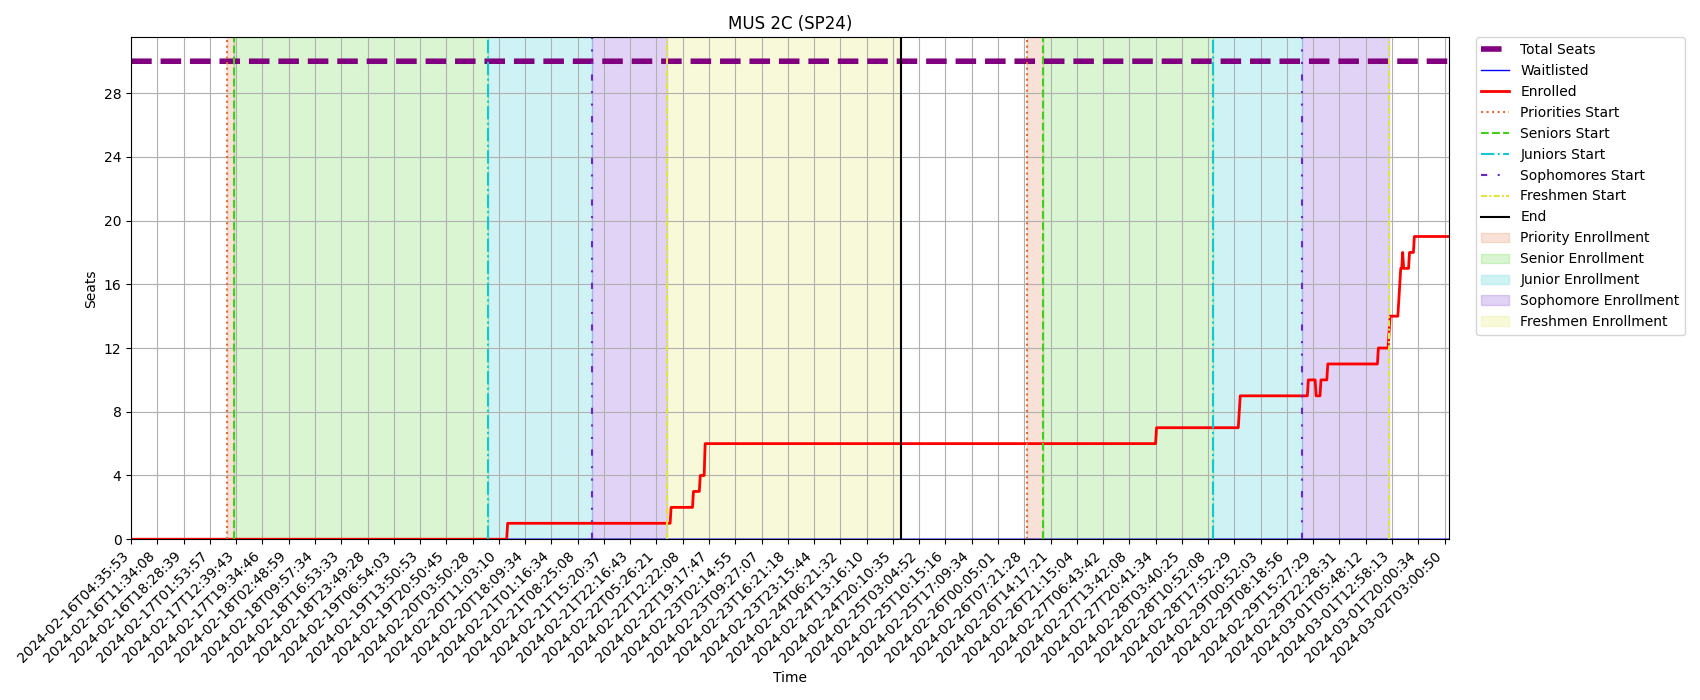 MUS 2C (SP24)
Seats
28
24
20
16
12
8
4
0
2024-02-16T04:35:53
2024-02-16T11:34:08
2024-02-16T18:28:39
2024-02-17T01:53:57
2024-02-17T12:39:43
2024-02-17T19:34:46
2024-02-18T02:48:59
2024-02-18T09:57:34
2024-02-18T16:53:33
2024-02-18T23:49:28
2024-02-19T06:54:03
2024-02-19T13:50:53
2024-02-19T20:50:45
2024-02-20T03:50:28
2024-02-20T11:03:10
2024-02-20T18:09:34
2024-02-21T01:16:34
2024-02-21T08:25:08
2024-02-21T15:20:37
2024-02-21T22:16:43
2024-02-22T05:26:21
2024-02-22T12:22:08
2024-02-22T19:17:47
2024-02-23T02:14:55
2024-02-23T09:27:07
2024-02-23T16:21:18
2024-02-23T23:15:44
2024-02-24T06:21:32
2024-02-24T13:16:10
2024-02-24T20:10:35
2024-02-25T03:04:52
2024-02-25T10:15:16
2024-02-25T17:09:34
2024-02-26T00:05:01
2024-02-26T07:21:28
2024-02-26T14:17:21
2024-02-26T21:15:04
2024-02-27T06:43:42
2024-02-27T13:42:08
2024-02-27T20:41:34
2024-02-28T03:40:25
2024-02-28T10:52:08
2024-02-28T17:52:29
2024-02-29T00:52:03
2024-02-29T08:18:56
2024-02-29T15:27:29
2024-02-29T22:28:31
2024-03-01T05:48:12
2024-03-01T12:58:13
2024-03-01T20:00:34
2024-03-02T03:00:50
Time
Total Seats
Waitlisted
Enrolled
Priorities Start
Seniors Start
Juniors Start
Sophomores Start
Freshmen Start
End
Priority Enrollment
Senior Enrollment
Junior Enrollment
Sophomore Enrollment
Freshmen Enrollment